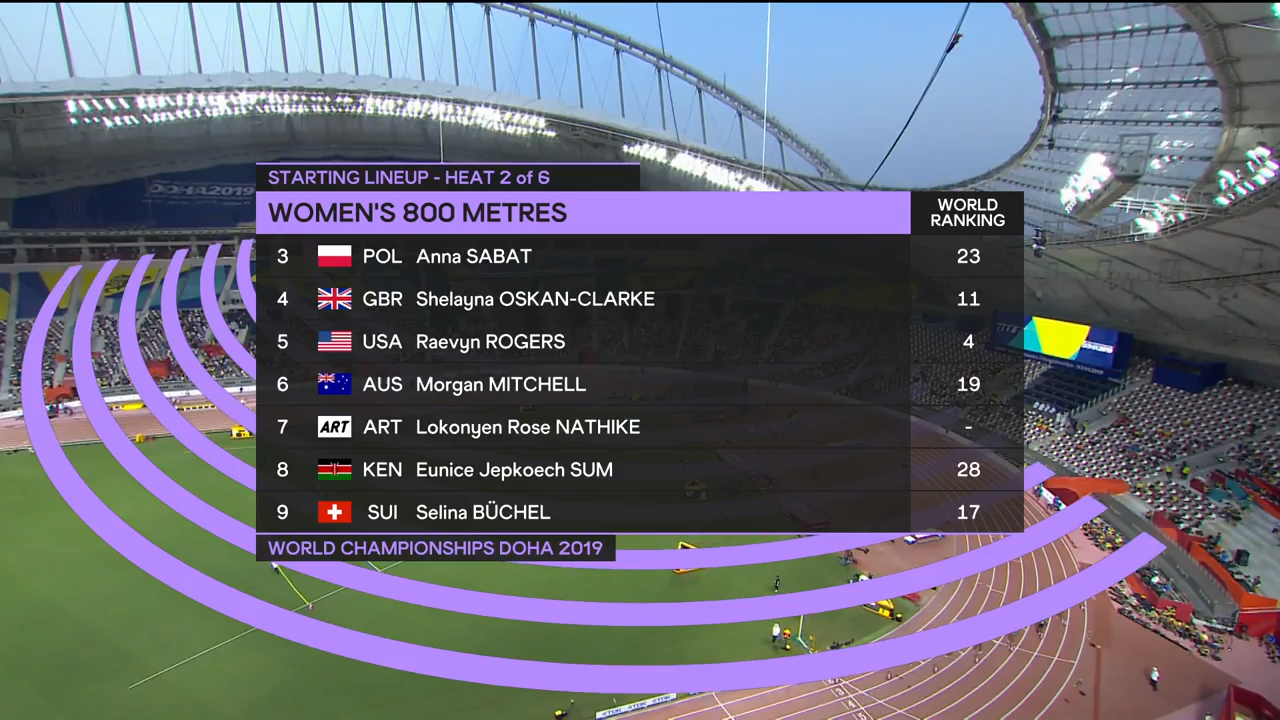 DOHA2019
STARTING LINEUP - HEAT 2 of 6
WOMEN'S 800 METRES
WORLD RANKING
3 POL Anna SABAT 23
4 GBR Shelayna OSKAN-CLARKE 11
5 USA Raevyn ROGERS 4
6 AUS Morgan MITCHELL 19
7 ART ART Lokonyen Rose NATHIKE -
8 KEN Eunice Jepkoech SUM 28
9 SUI Selina BÜCHEL 17
WORLD CHAMPIONSHIPS DOHA 2019